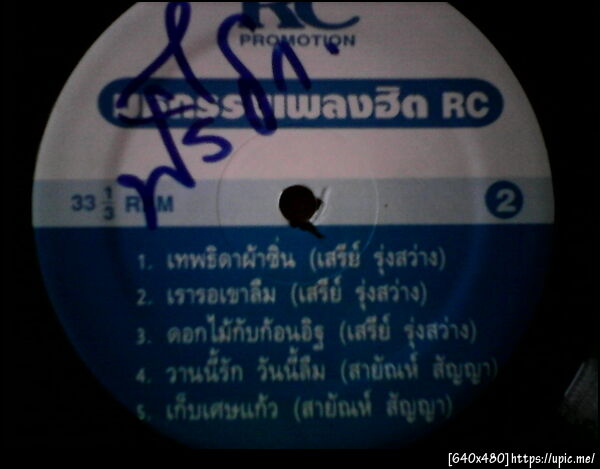 RC
PROMOTION
มหกรรมเพลงฮิต RC
33 1/3 RPM
2
1. เทพธิดาผ้าซิ่น (เสรีย์ รุ่งสว่าง)
2. เรารอเขาลืม (เสรีย์ รุ่งสว่าง)
3. ดอกไม้กับก้อนอิฐ (เสรีย์ รุ่งสว่าง)
4. วานนี้รัก วันนี้ลืม (สายัณห์ สัญญา)
5. เก็บเศษแก้ว (สายัณห์ สัญญา)
[640x480]https://upic.me/